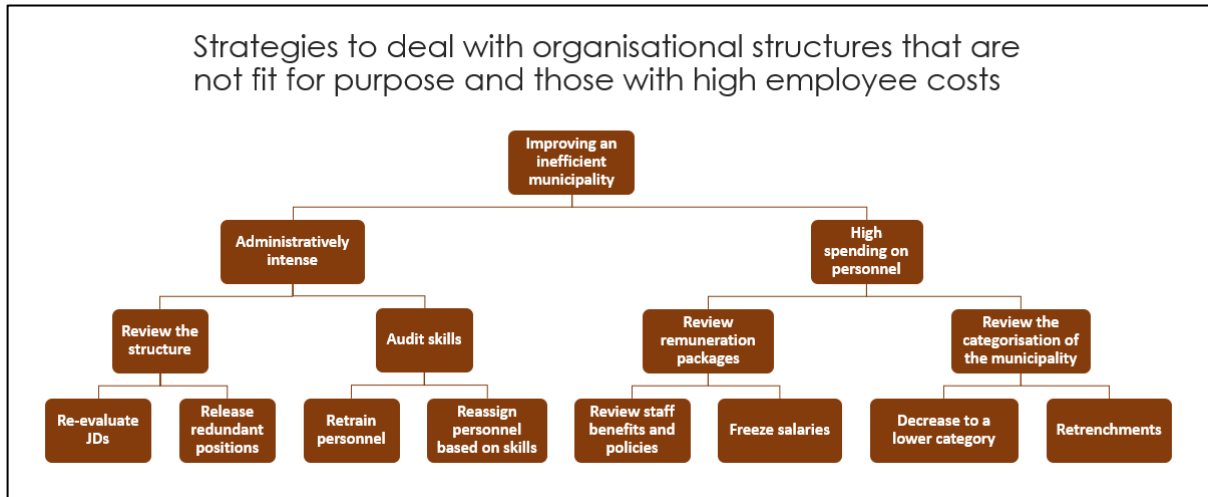 Strategies to deal with organisational structures that are
not fit for purpose and those with high employee costs
Improving an
inefficient
municipality
Administratively
intense
High
spending on
personnel
Review the
structure
Audit skills
Review
remuneration
packages
Review the
categorisation of
the municipality
Re-evaluate
JDs
Release
redundant
positions
Retrain
personnel
Reassign
personnel
based on skills
Review staff
benefits and
policies
Freeze salaries
Decrease to a
lower category
Retrenchments